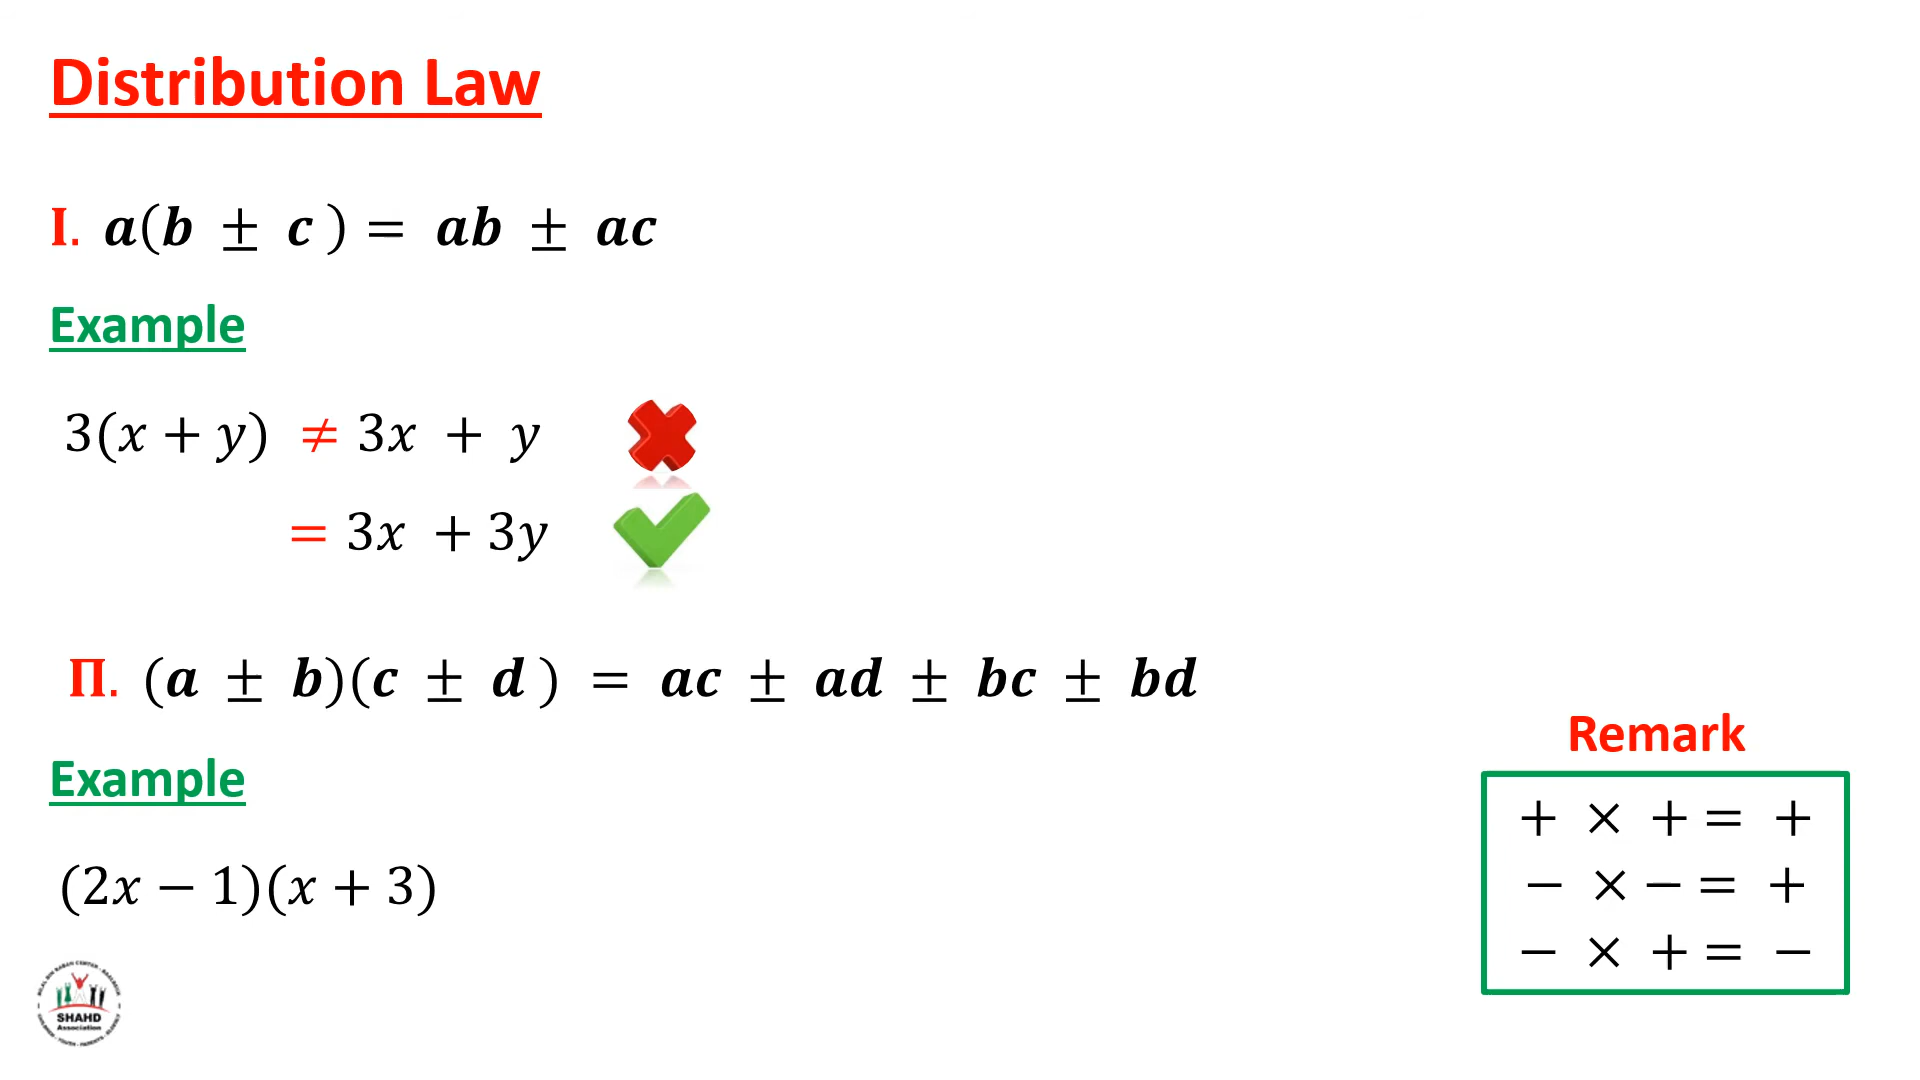 Distribution Law
I. a(b ± c ) = ab ± ac
Example
3(x + y) ≠ 3x + y
= 3x + 3y
Π. (a ± b)(c ± d ) = ac ± ad ± bc ± bd
Remark
Example
+ × + = +
(2x − 1)(x + 3)
− × − = +
− × + = −
SHAHD
Association